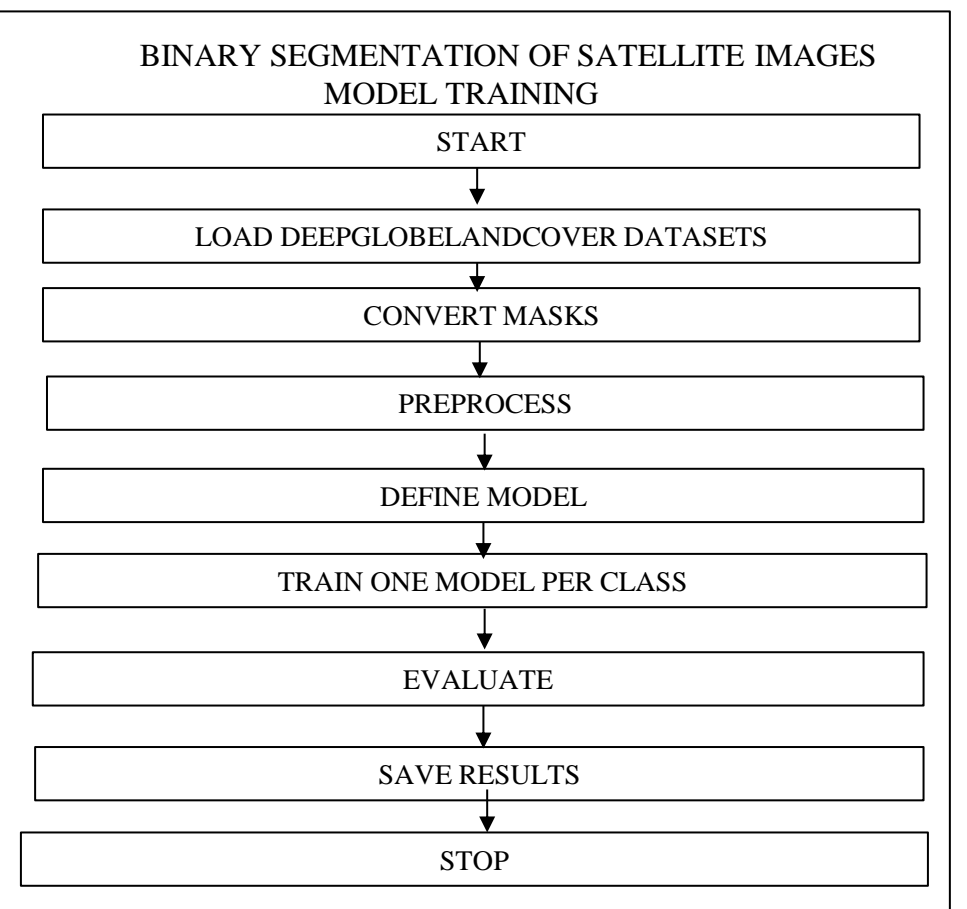 BINARY SEGMENTATION OF SATELLITE IMAGES
MODEL TRAINING
START
LOAD DEEPGLOBELANDCOVER DATASETS
CONVERT MASKS
PREPROCESS
DEFINE MODEL
TRAIN ONE MODEL PER CLASS
EVALUATE
SAVE RESULTS
STOP